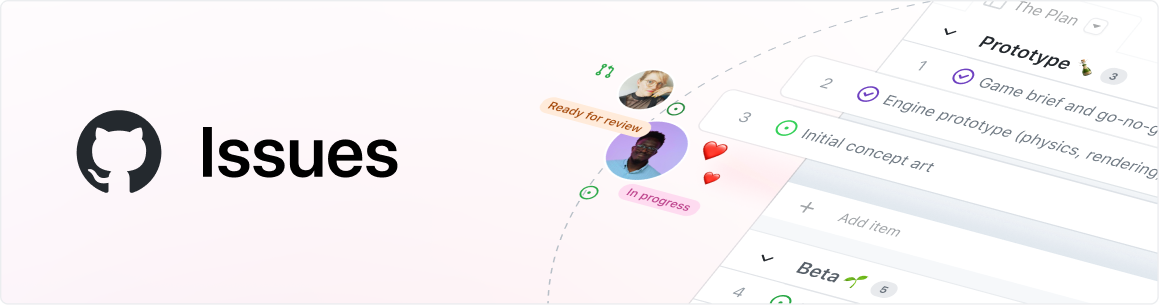 Issues
Ready for review
In progress
The Plan
Prototype 3
1 Game brief and go-no-g
2 Engine prototype (physics, rendering,
3 Initial concept art
+ Add item
Beta 5
4